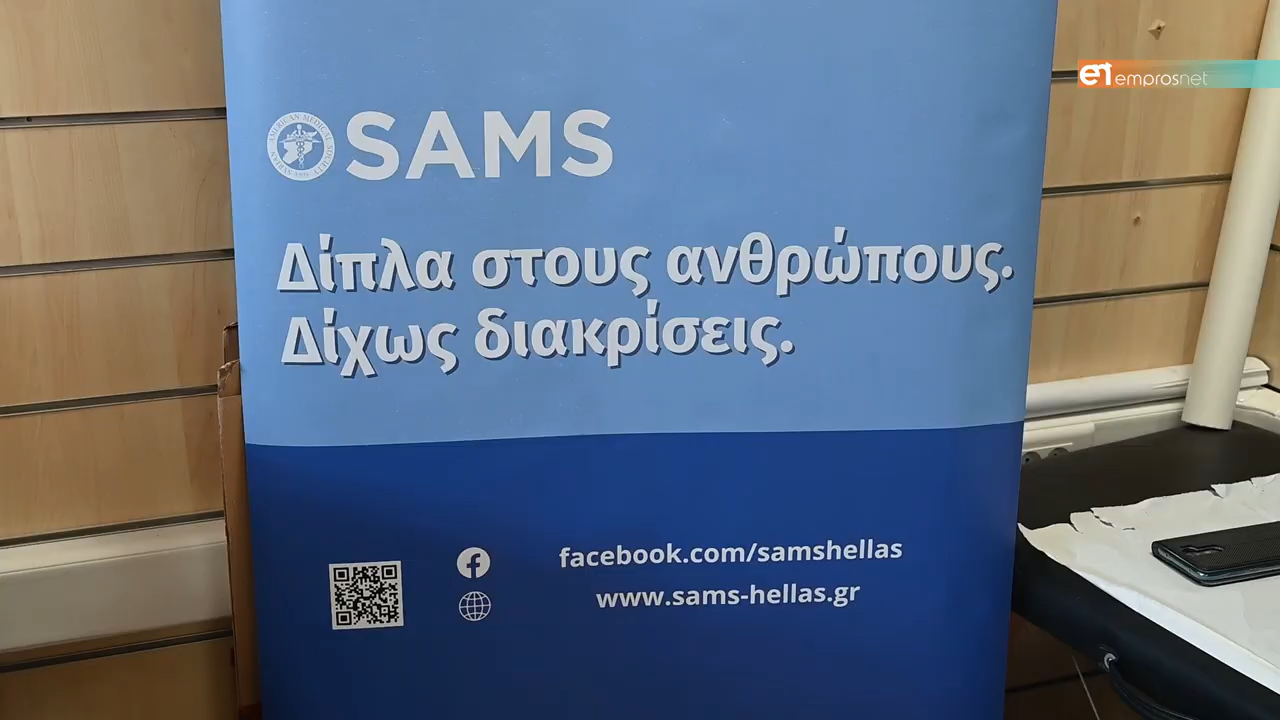 SAMS
Δίπλα στους ανθρώπους.
Δίχως διακρίσεις.
facebook.com/samshellas
www.sams-hellas.gr
emprosnet